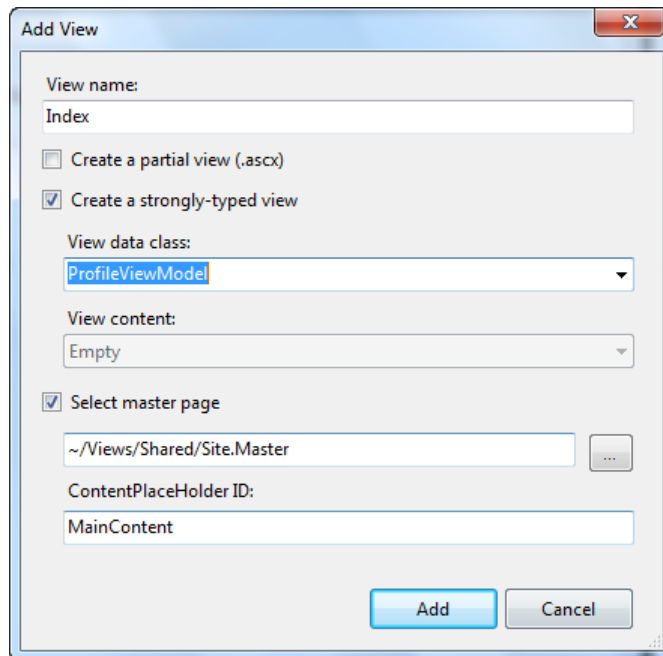 Add View
View name:
Index
Create a partial view (.ascx)
Create a strongly-typed view
View data class:
ProfileViewModel
View content:
Empty
Select master page
~/Views/Shared/Site.Master
...
ContentPlaceHolder ID:
MainContent
Add Cancel